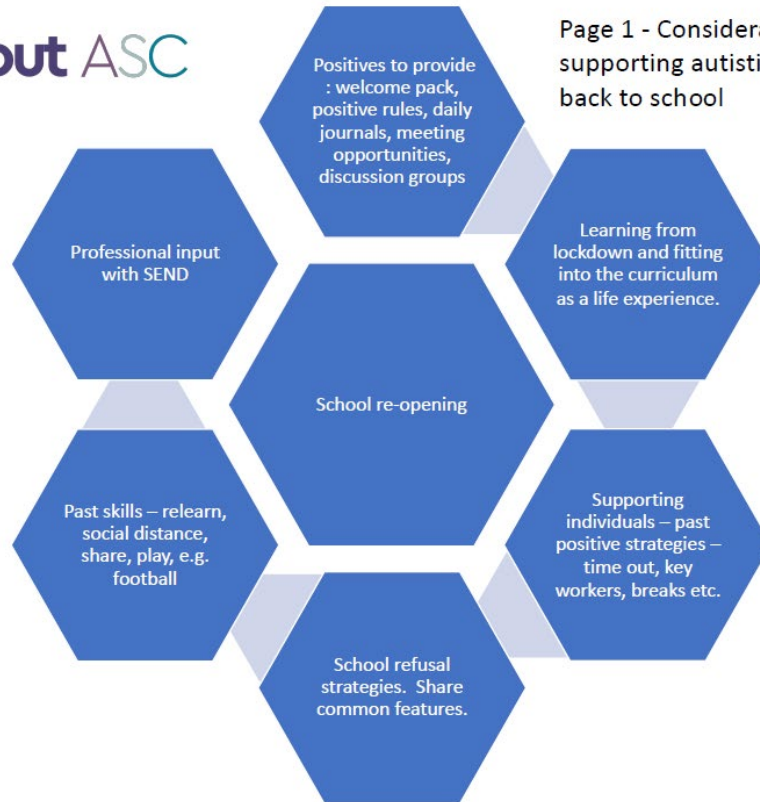 out ASC
Page 1 - Considera
supporting autisti
back to school
Positives to provide
: welcome pack,
positive rules, daily
journals, meeting
opportunities,
discussion groups
Learning from
lockdown and fitting
into the curriculum
as a life experience.
Supporting
individuals – past
positive strategies –
time out, key
workers, breaks etc.
School refusal
strategies.  Share
common features.
Past skills – relearn,
social distance,
share, play, e.g.
football
Professional input
with SEND
School re-opening